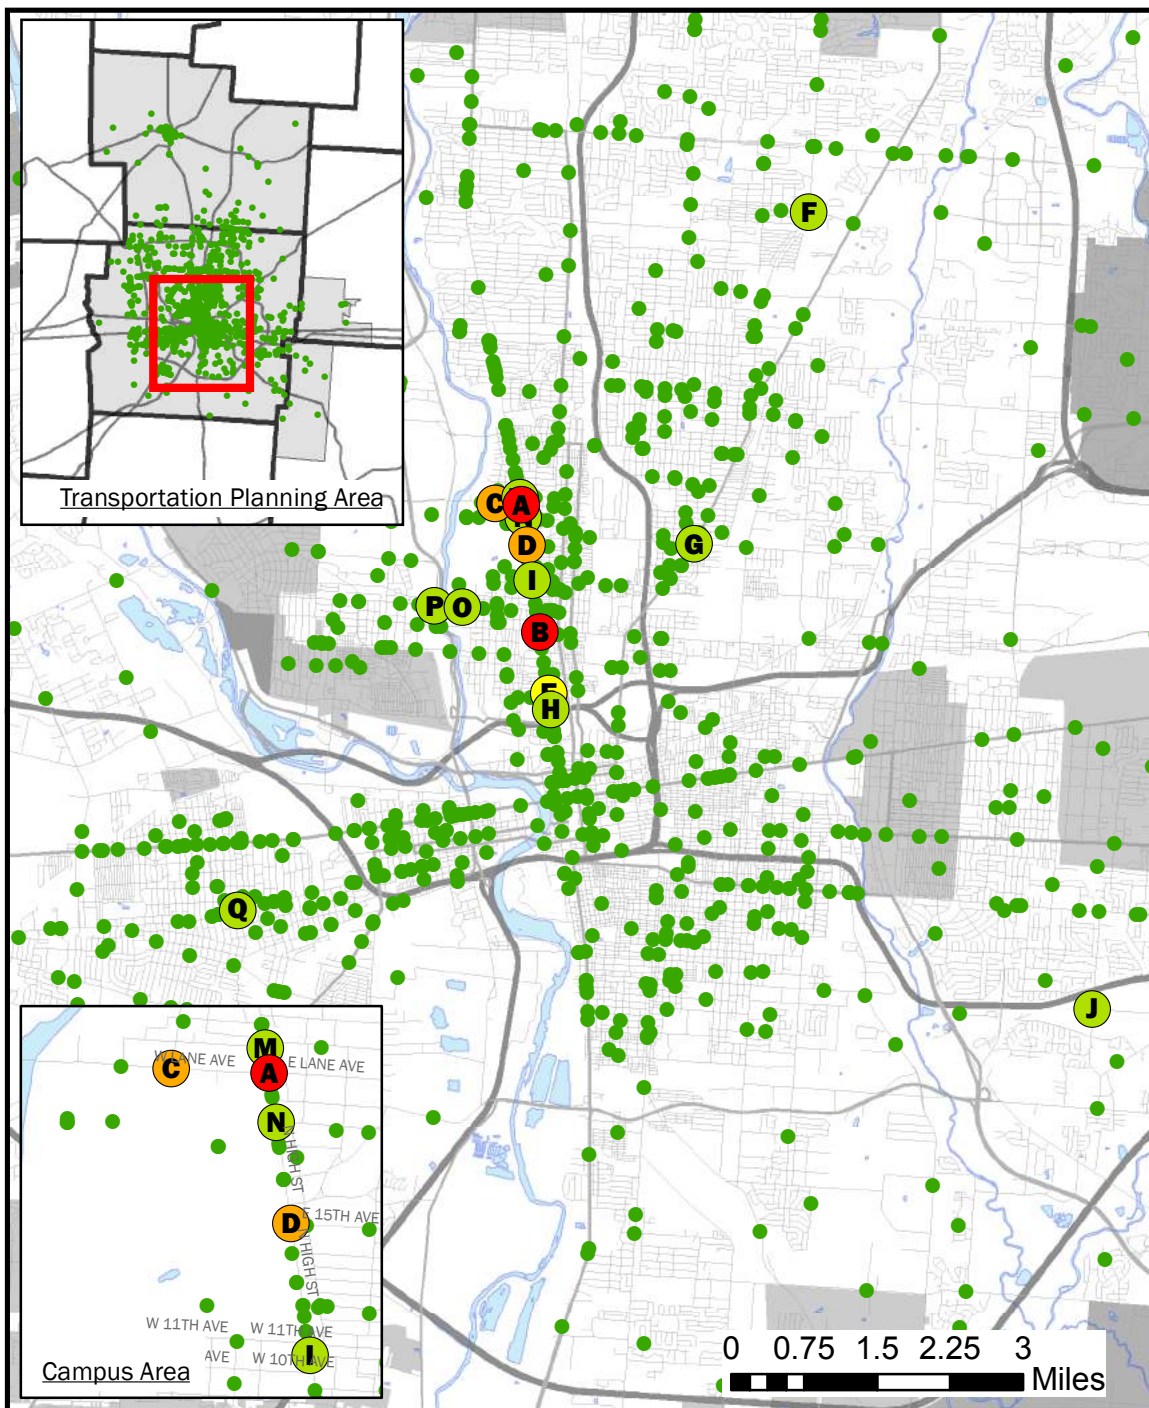 Transportation Planning Area
F
C
A
D
G
I
P O
B
E
H
Q
J
M
W LANE AVE
E LANE AVE
C
A
N
N HIGH ST
D
E 15TH AVE
N HIGH ST
W 11TH AVE
W 11TH AVE
AVE
W 10TH AVE
I
Campus Area
0 0.75 1.5 2.25 3
Miles